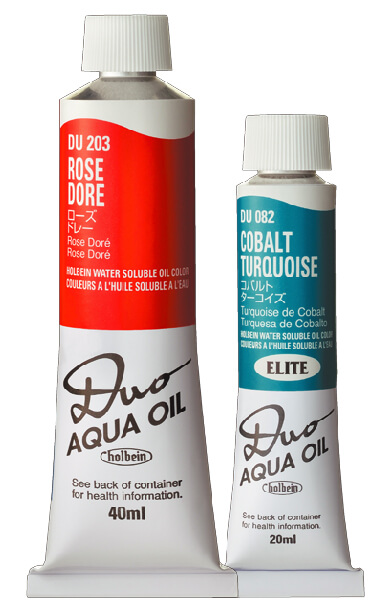 DU 203
ROSE
DORE
ローズ
ドレー
Rose Doré
Rose Doré
HOLBEIN WATER SOLUBLE OIL COLOR
COULEURS A L'HUILE SOLUBLE A L'EAU
Duo
AQUA OIL
holbein
See back of container
for health information.
40ml
DU 082
COBALT
TURQUOISE
コバルト
ターコイズ
Turquoise de Cobalt
Turquesa de Cobalto
HOLBEIN WATER SOLUBLE OIL COLOR
COULEURS A L'HUILE SOLUBLE A L'EAU
ELITE
Duo
AQUA OIL
holbein
See back of container
for health information.
20ml